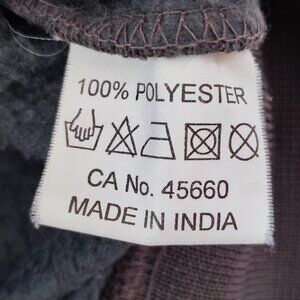 100% POLYESTER
CA No. 45660
MADE IN INDIA